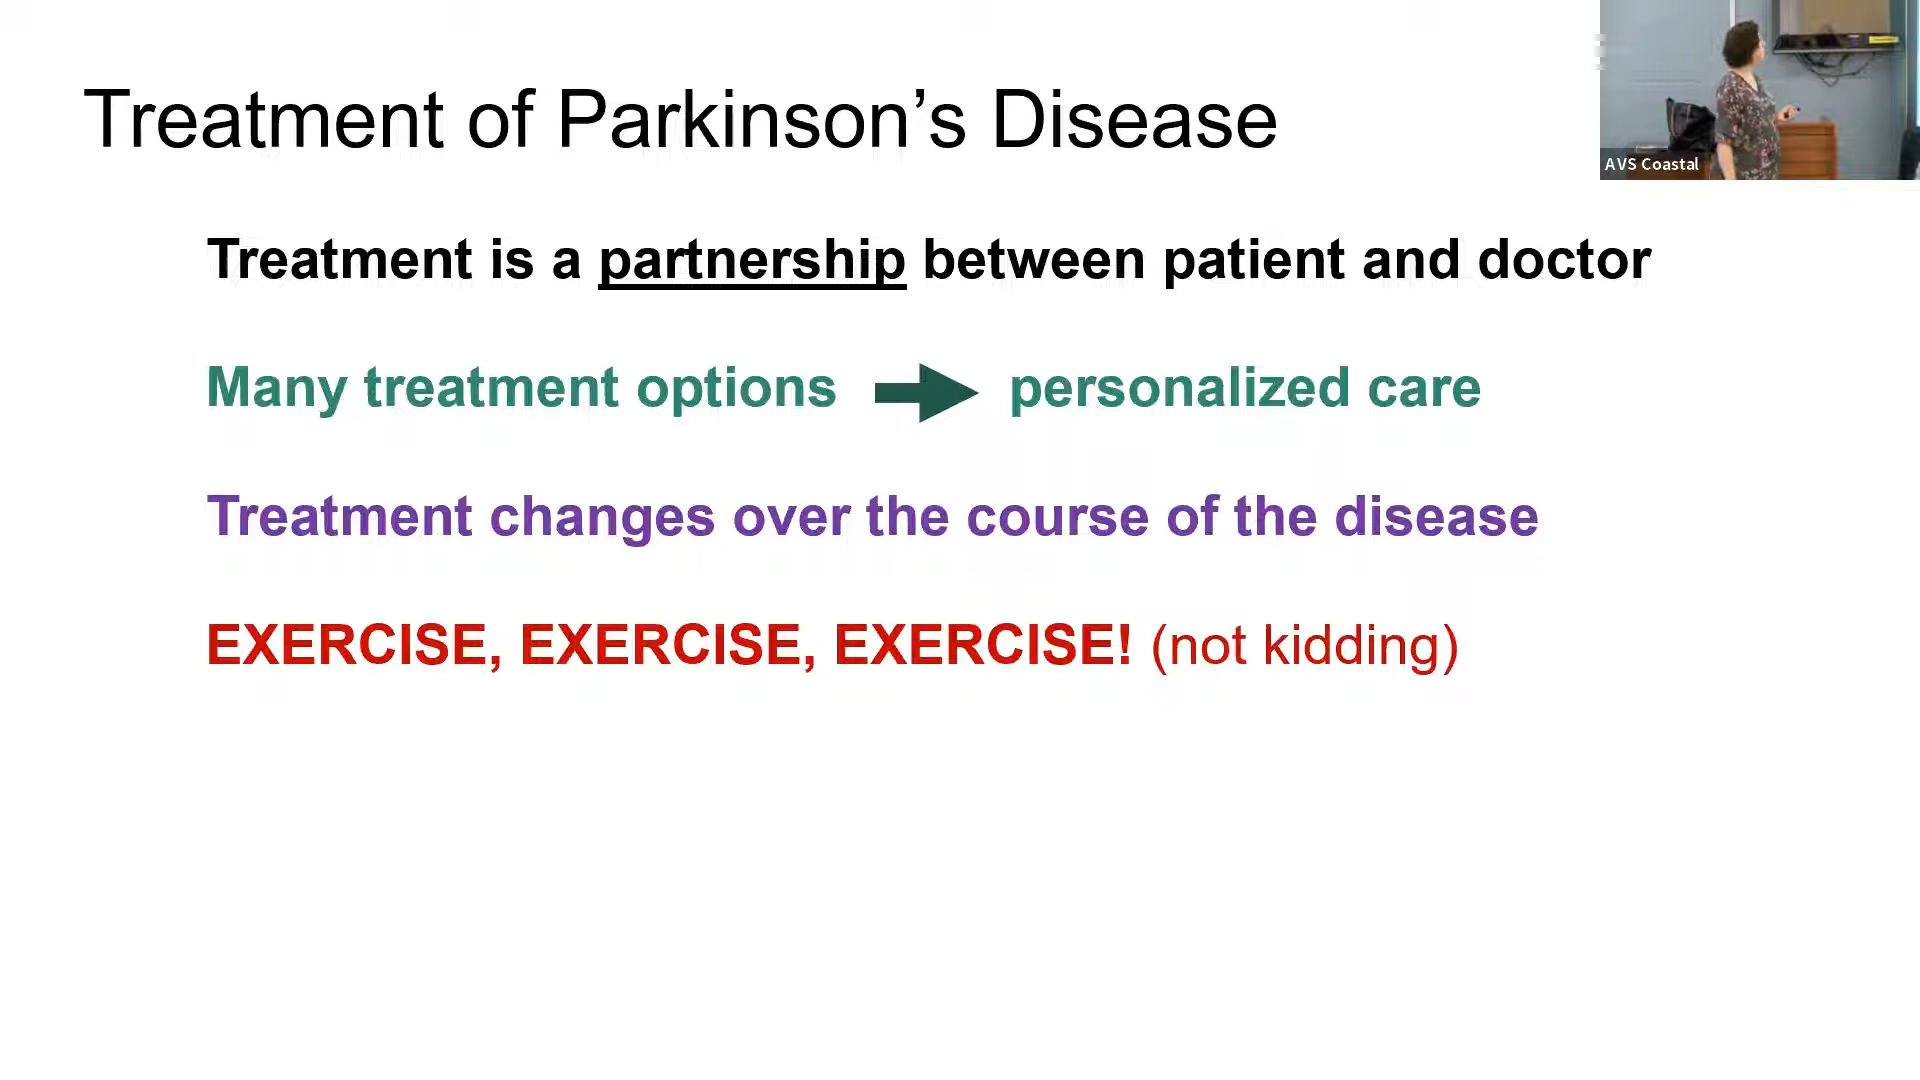 Treatment of Parkinson’s Disease
Treatment is a partnership between patient and doctor
Many treatment options personalized care
Treatment changes over the course of the disease
EXERCISE, EXERCISE, EXERCISE! (not kidding)
AVS Coastal